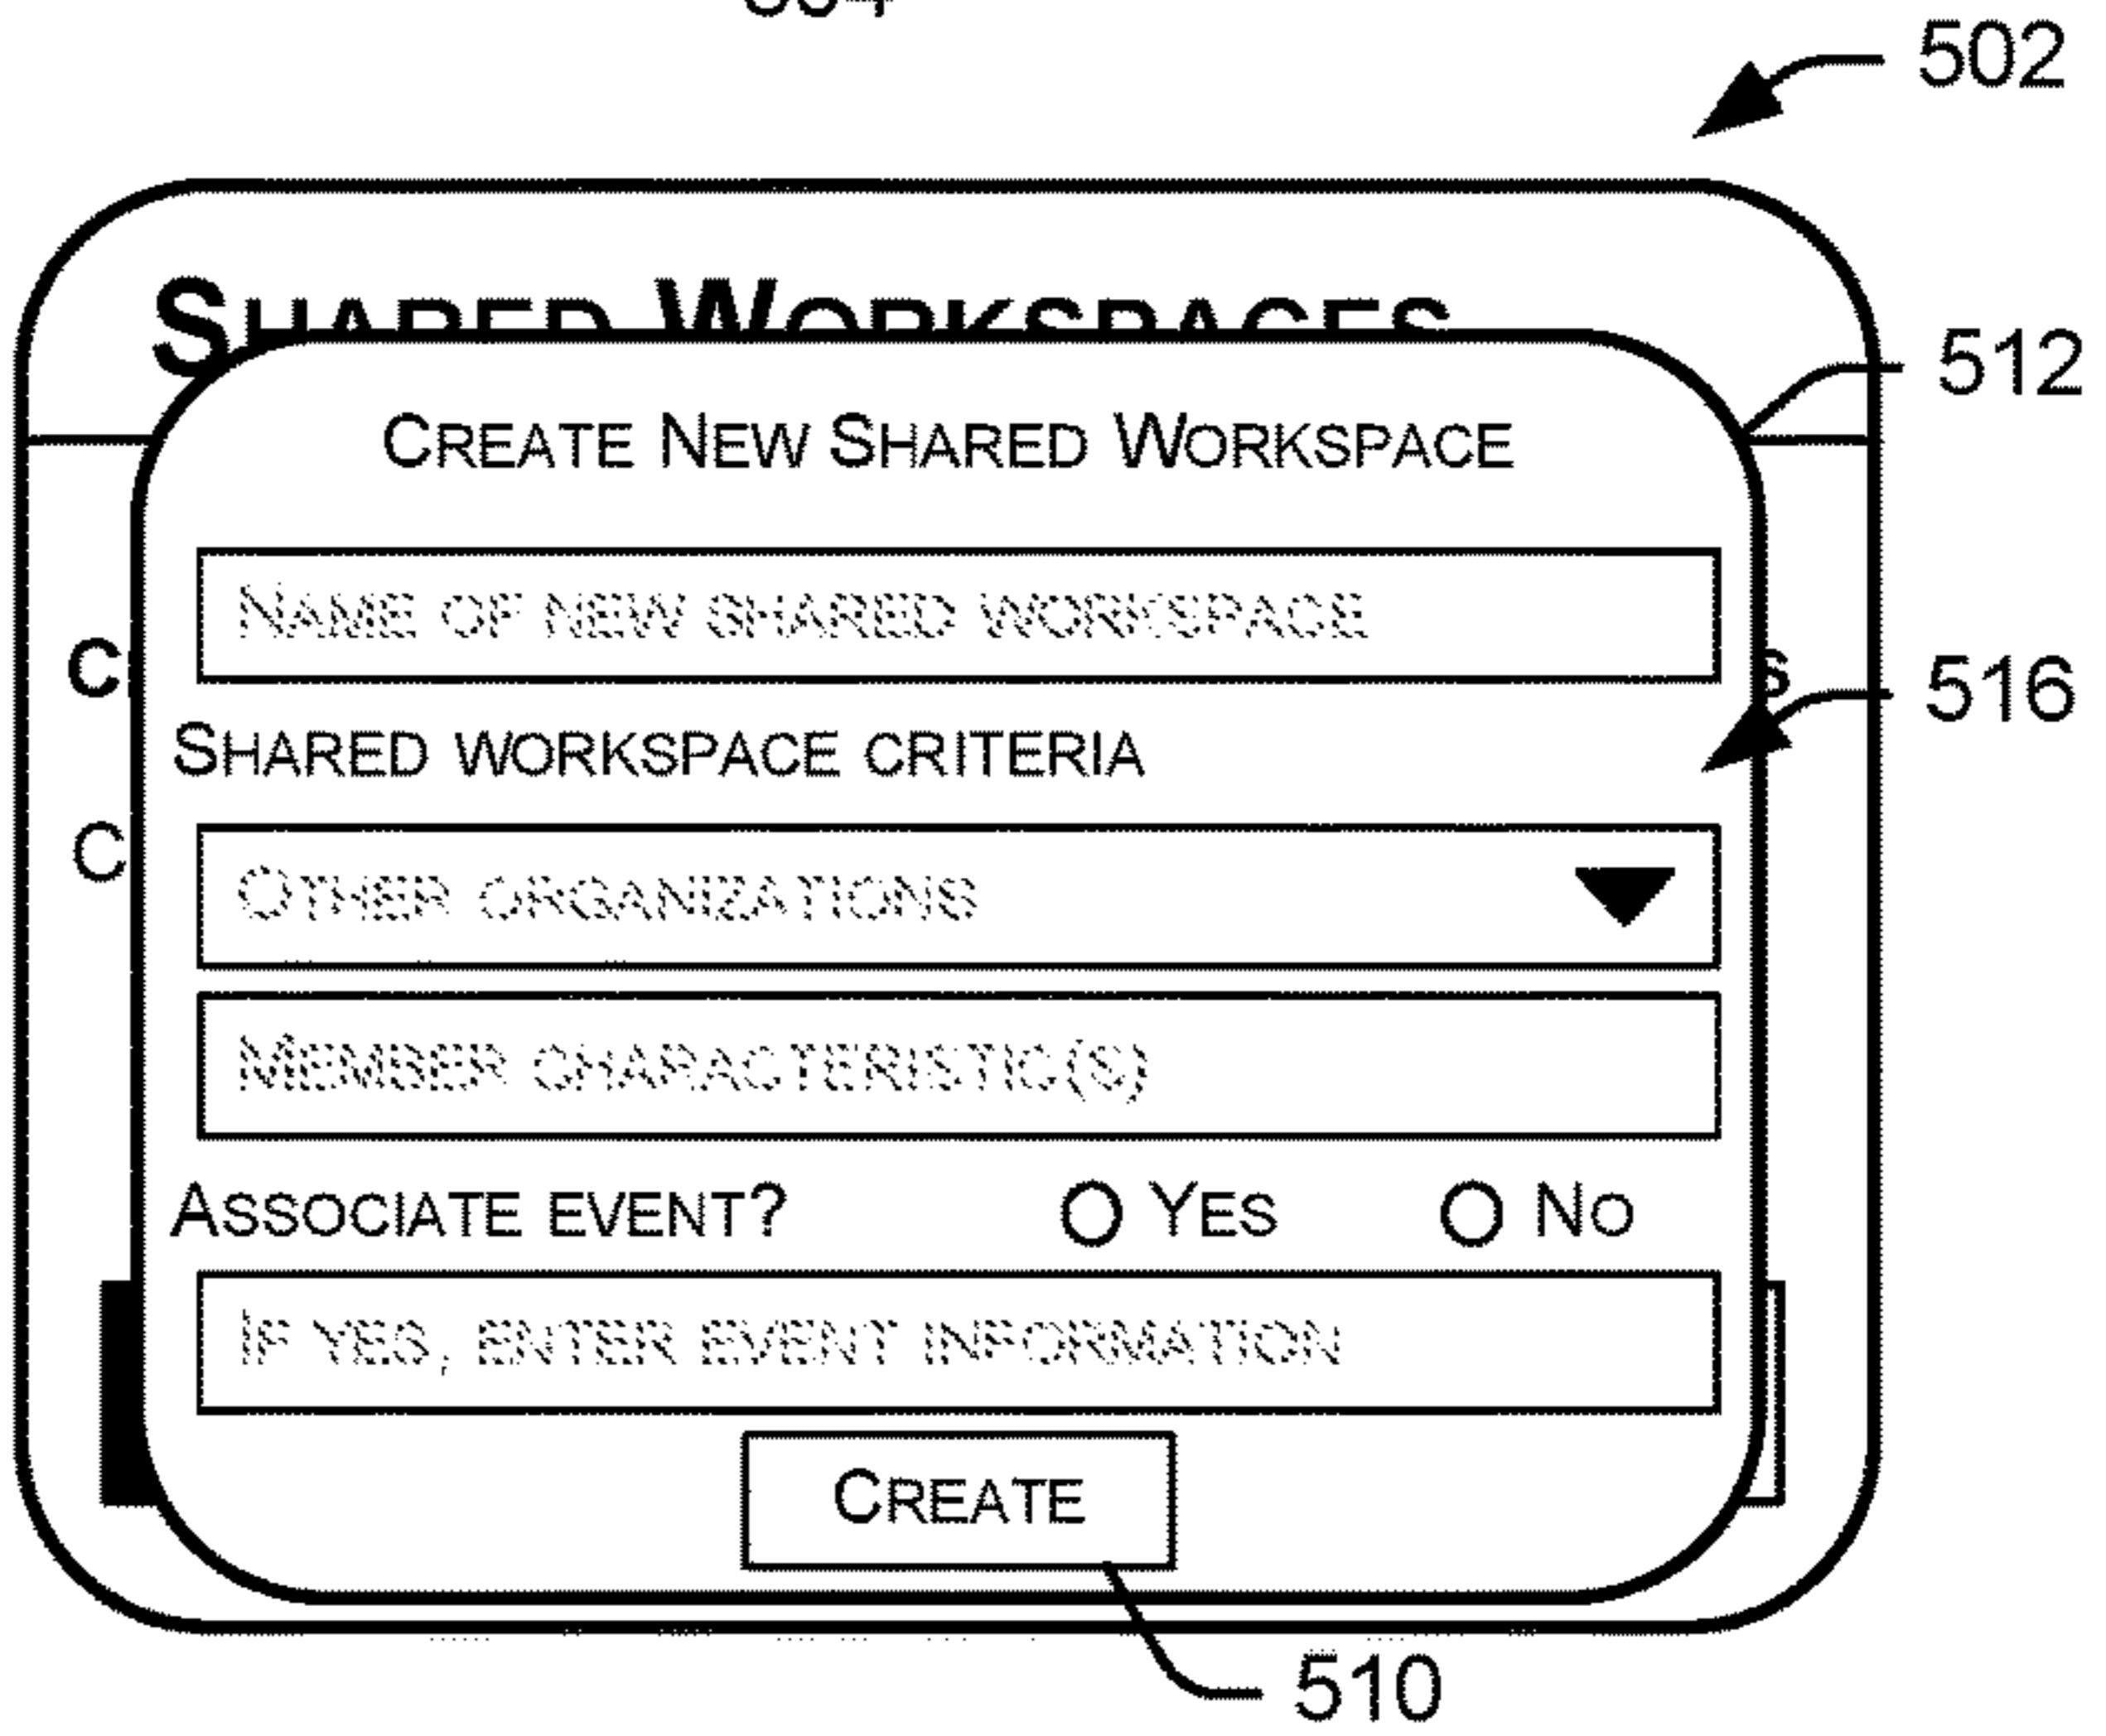 502
SHARED WORKSPACES
512
CREATE NEW SHARED WORKSPACE
NAME OF NEW SHARED WORKSPACE
C
S
516
SHARED WORKSPACE CRITERIA
C
OTHER ORGANIZATIONS
MEMBER CHARACTERISTIC(S)
ASSOCIATE EVENT? YES NO
IF YES, ENTER EVENT INFORMATION
CREATE
510